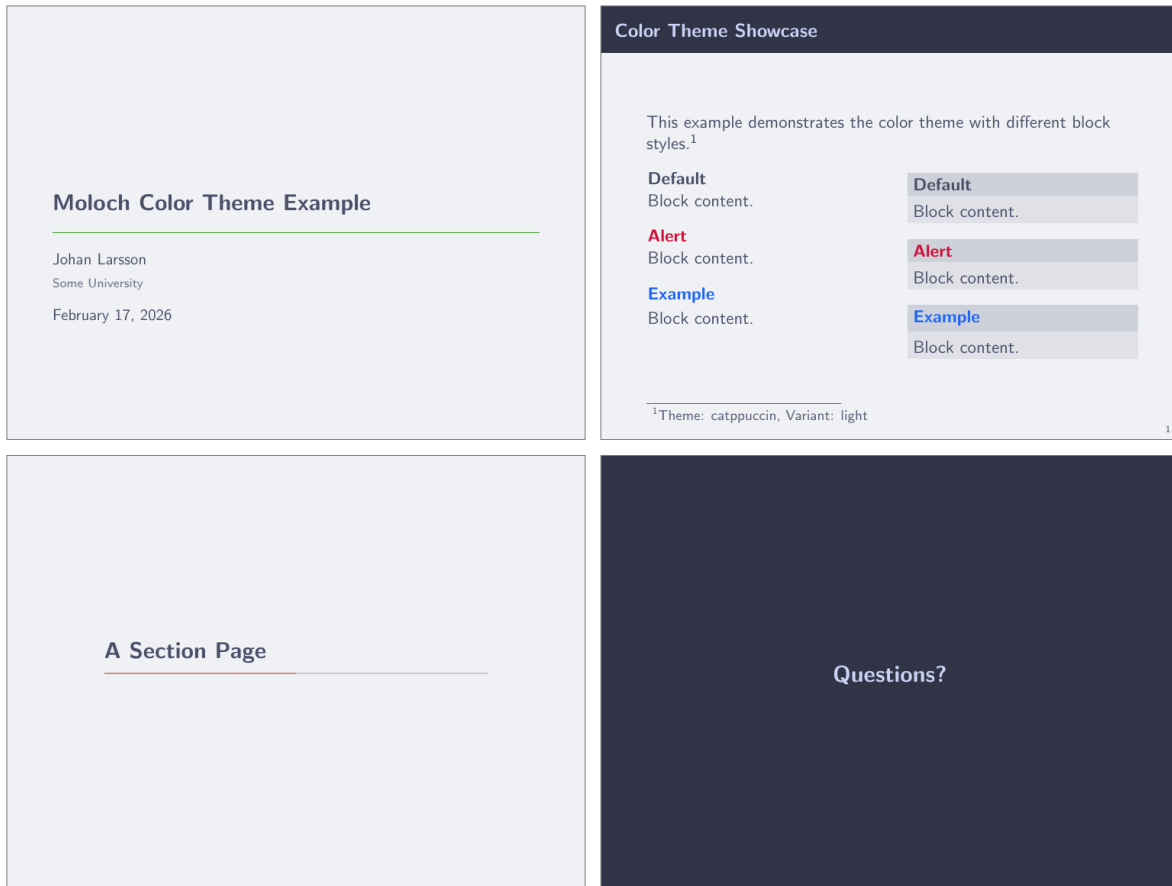 Moloch Color Theme Example
Johan Larsson
Some University
February 17, 2026
Color Theme Showcase
This example demonstrates the color theme with different block
styles.¹
Default
Block content.
Alert
Block content.
Example
Block content.
Default
Block content.
Alert
Block content.
Example
Block content.
¹Theme: catppuccin, Variant: light
1
A Section Page
Questions?